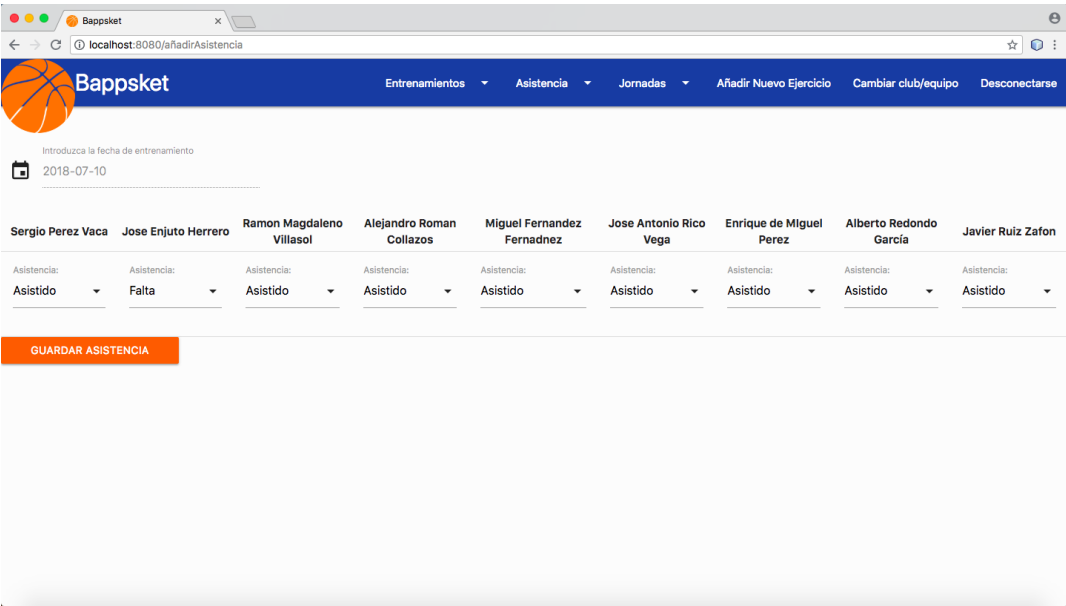 Bappsket
localhost:8080/añadirAsistencia
Bappsket Entrenamientos Asistencia Jornadas Añadir Nuevo Ejercicio Cambiar club/equipo Desconectarse
Introduzca la fecha de entrenamiento
2018-07-10
Sergio Perez Vaca Jose Enjuto Herrero Ramon Magdaleno Villasol Alejandro Roman Collazos Miguel Fernandez Fernadnez Jose Antonio Rico Vega Enrique de MIguel Perez Alberto Redondo García Javier Ruiz Zafon
Asistencia: Asistencia: Asistencia: Asistencia: Asistencia: Asistencia: Asistencia: Asistencia: Asistencia:
Asistido Falta Asistido Asistido Asistido Asistido Asistido Asistido Asistido
GUARDAR ASISTENCIA